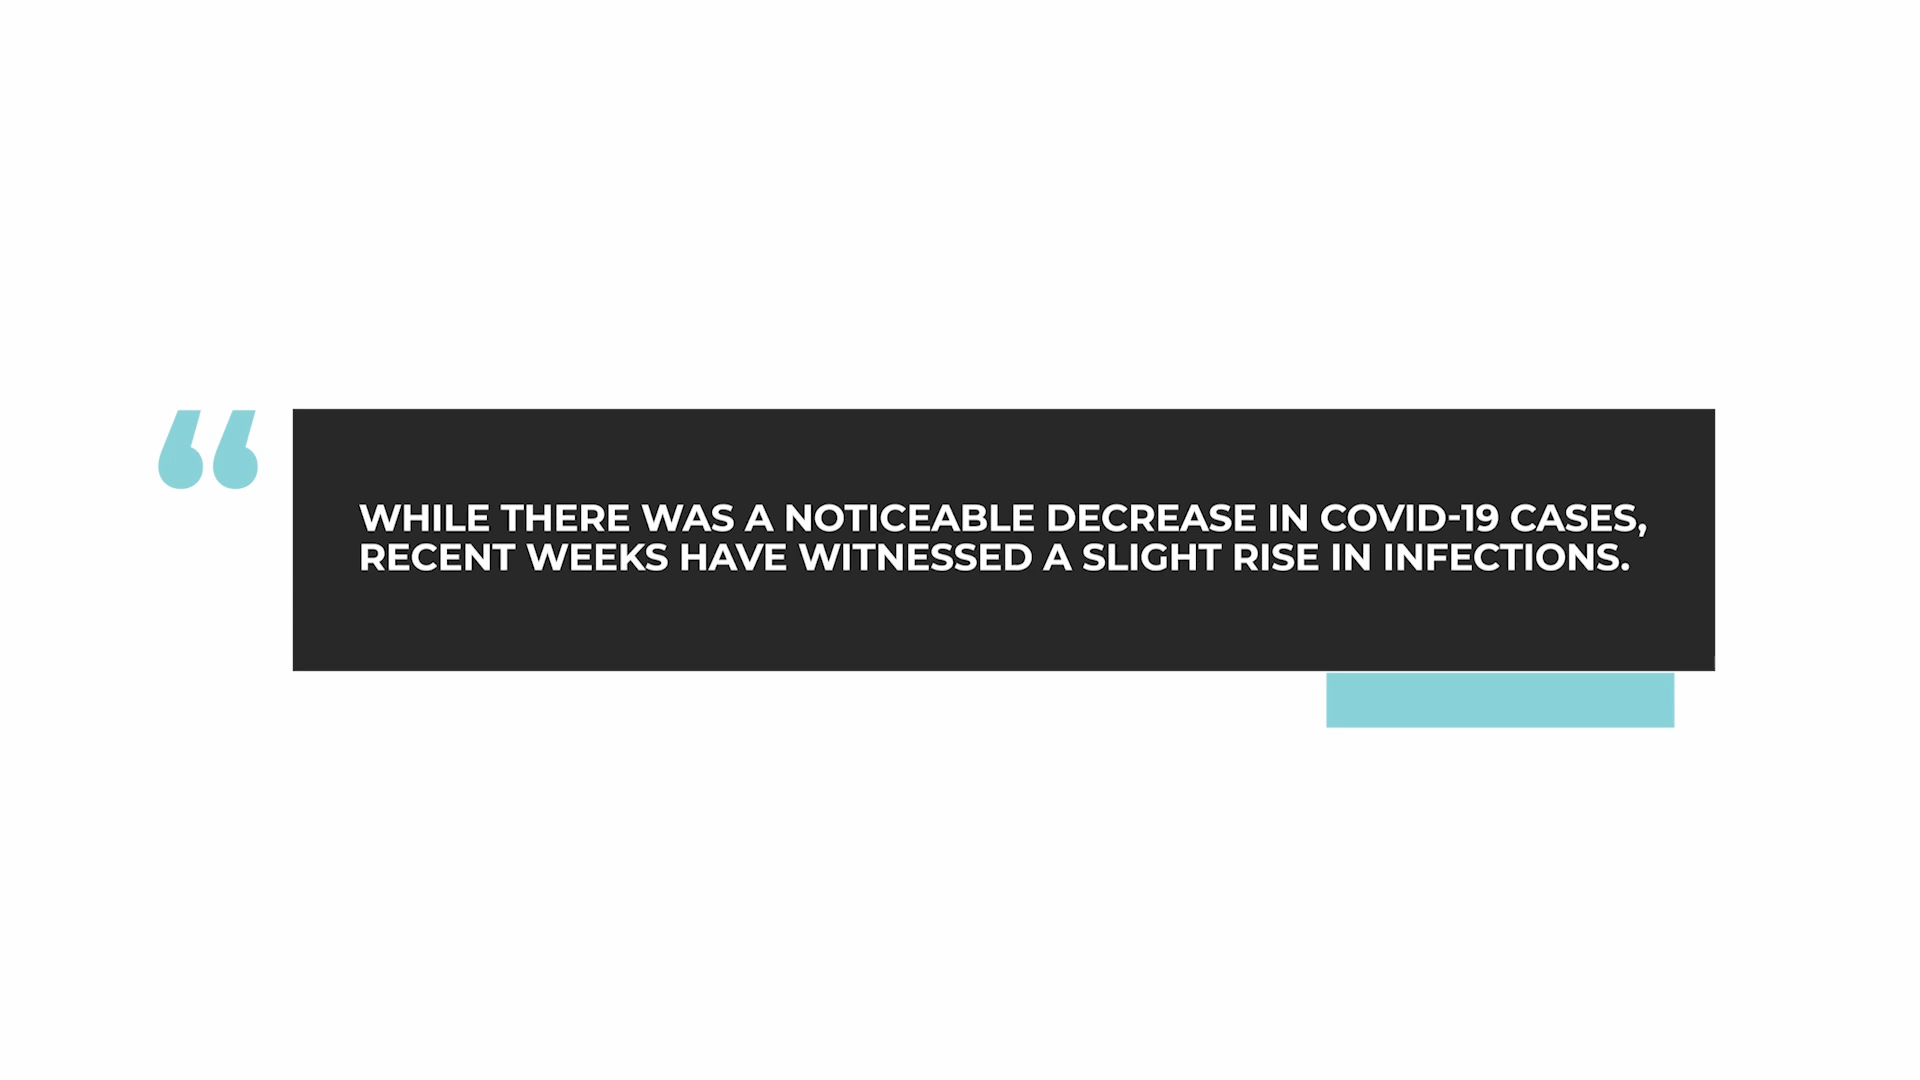 “
WHILE THERE WAS A NOTICEABLE DECREASE IN COVID-19 CASES,
RECENT WEEKS HAVE WITNESSED A SLIGHT RISE IN INFECTIONS.